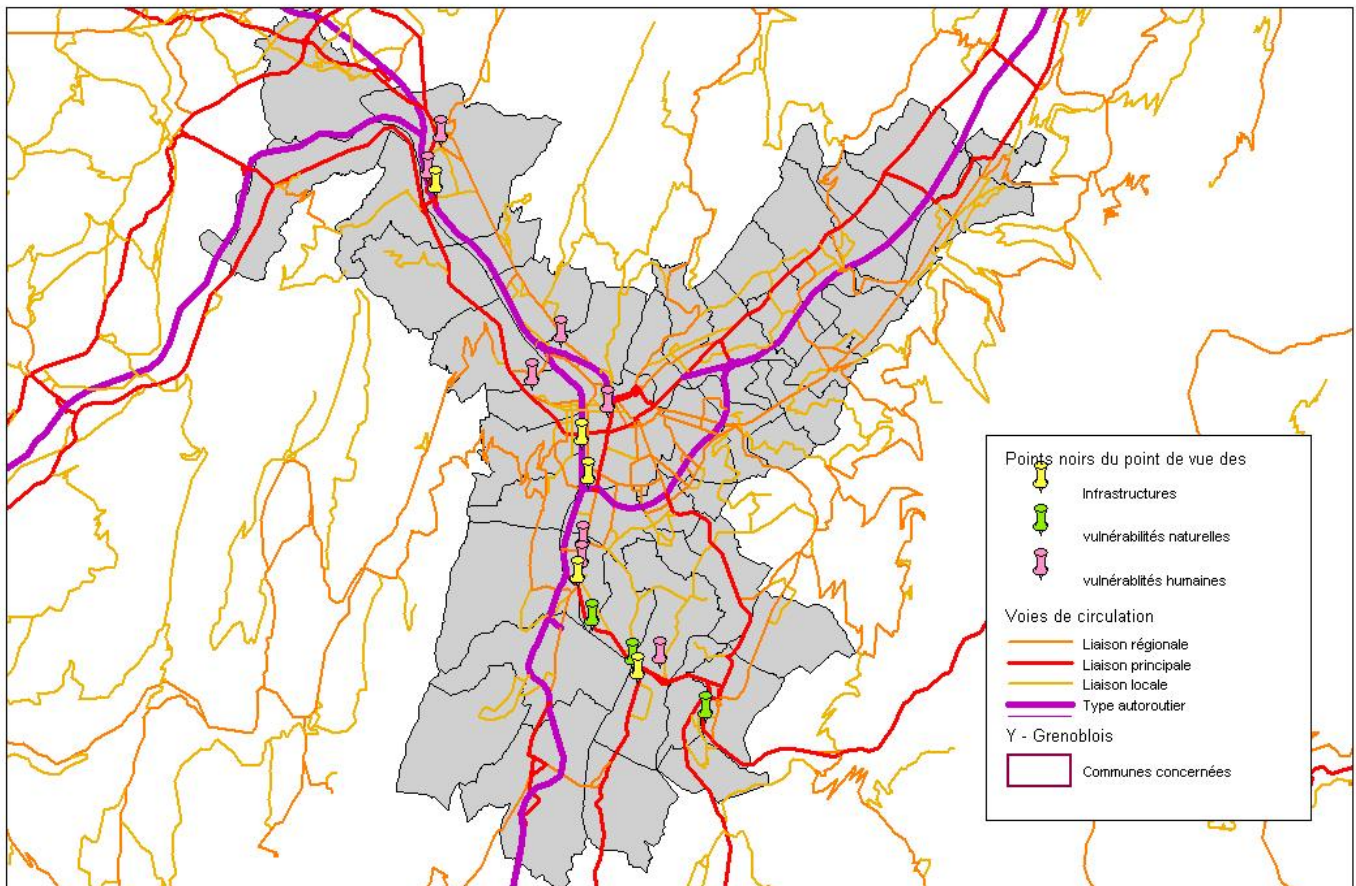 Points noirs du point de vue des
Infrastructures
vulnérabilités naturelles
vulnérablités humaines
Voies de circulation
Liaison régionale
Liaison principale
Liaison locale
Type autoroutier
Y - Grenoblois
Communes concernées